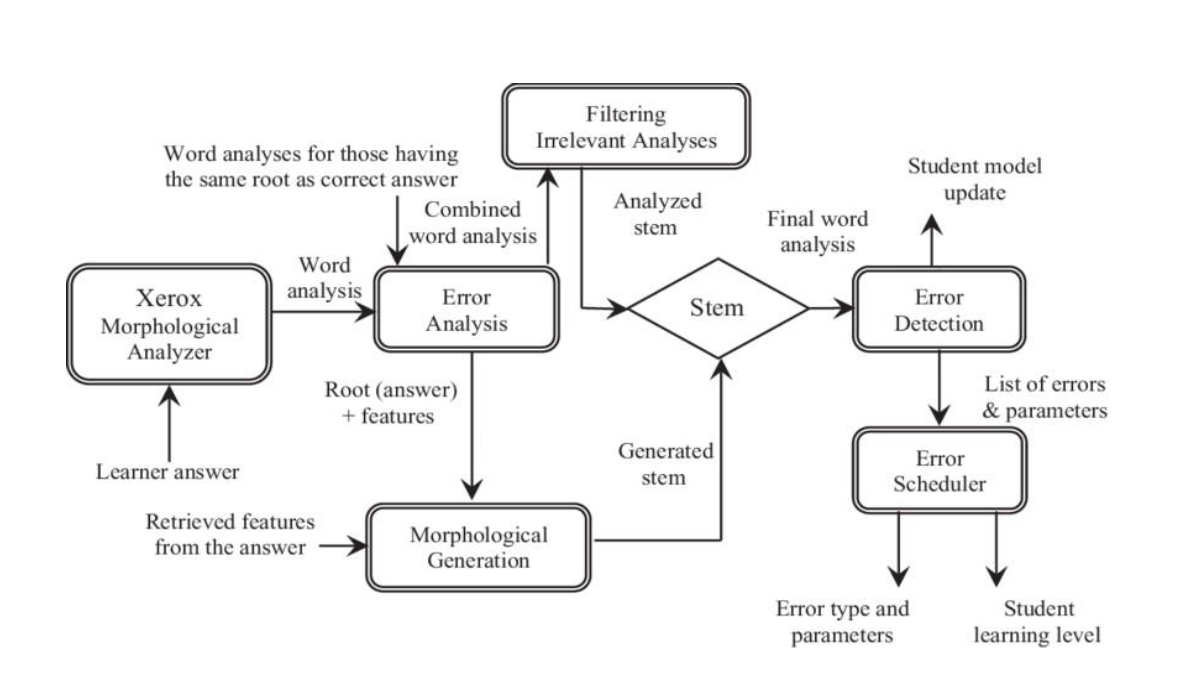 Filtering
Irrelevant Analyses
Word analyses for those having
the same root as correct answer
Combined
word analysis
Analyzed
stem
Student model
update
Final word
analysis
Word
analysis
Xerox
Morphological
Analyzer
Error
Analysis
Stem
Error
Detection
Root (answer)
+ features
List of errors
& parameters
Learner answer
Generated
stem
Error
Scheduler
Retrieved features
from the answer
Morphological
Generation
Error type and
parameters
Student
learning level